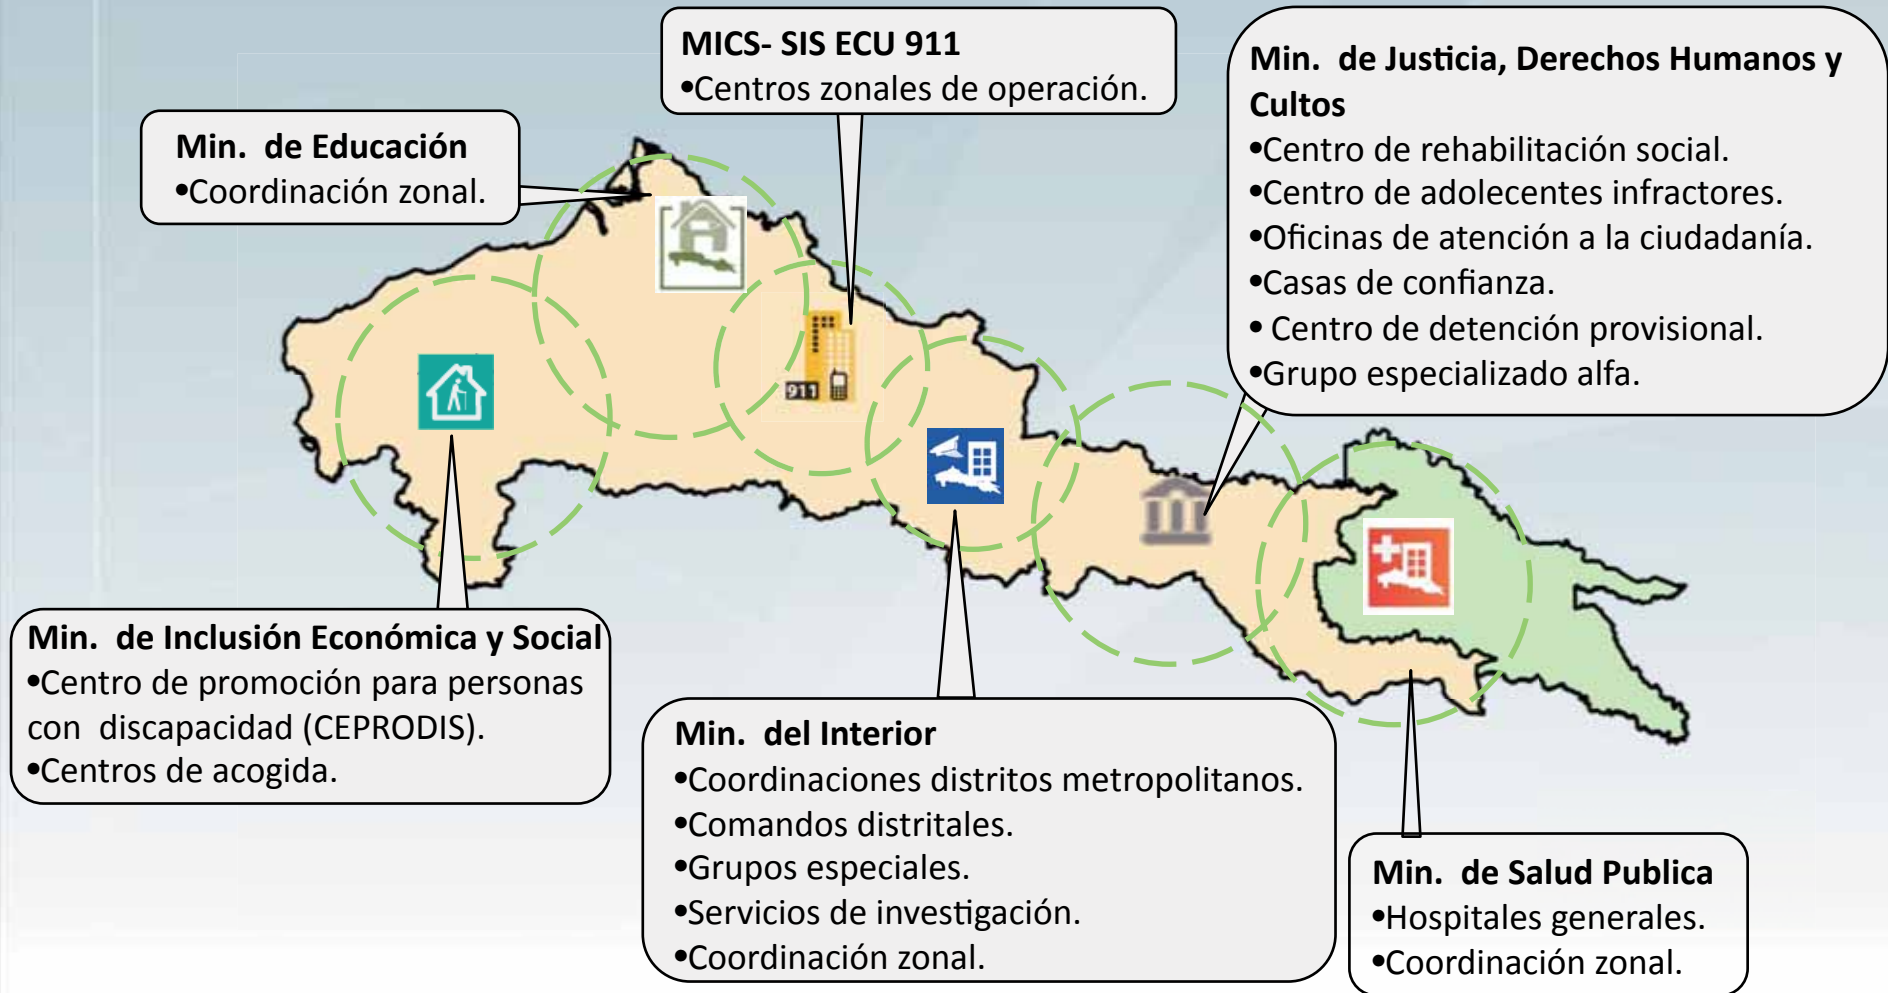 MICS- SIS ECU 911
•Centros zonales de operación.
Min. de Justicia, Derechos Humanos y
Cultos
•Centro de rehabilitación social.
•Centro de adolecentes infractores.
•Oficinas de atención a la ciudadanía.
•Casas de confianza.
• Centro de detención provisional.
•Grupo especializado alfa.
Min. de Educación
•Coordinación zonal.
911
Min. de Inclusión Económica y Social
•Centro de promoción para personas
con discapacidad (CEPRODIS).
•Centros de acogida.
Min. del Interior
•Coordinaciones distritos metropolitanos.
•Comandos distritales.
•Grupos especiales.
•Servicios de investigación.
•Coordinación zonal.
Min. de Salud Publica
•Hospitales generales.
•Coordinación zonal.